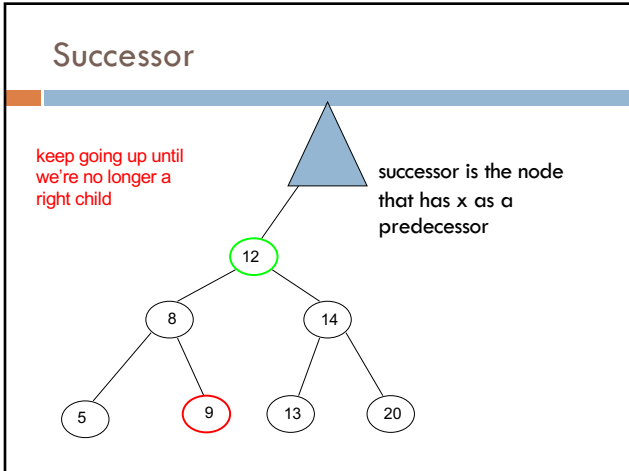 Successor
keep going up until
we're no longer a
right child
successor is the node
that has x as a
predecessor
12
8
14
5
9
13
20